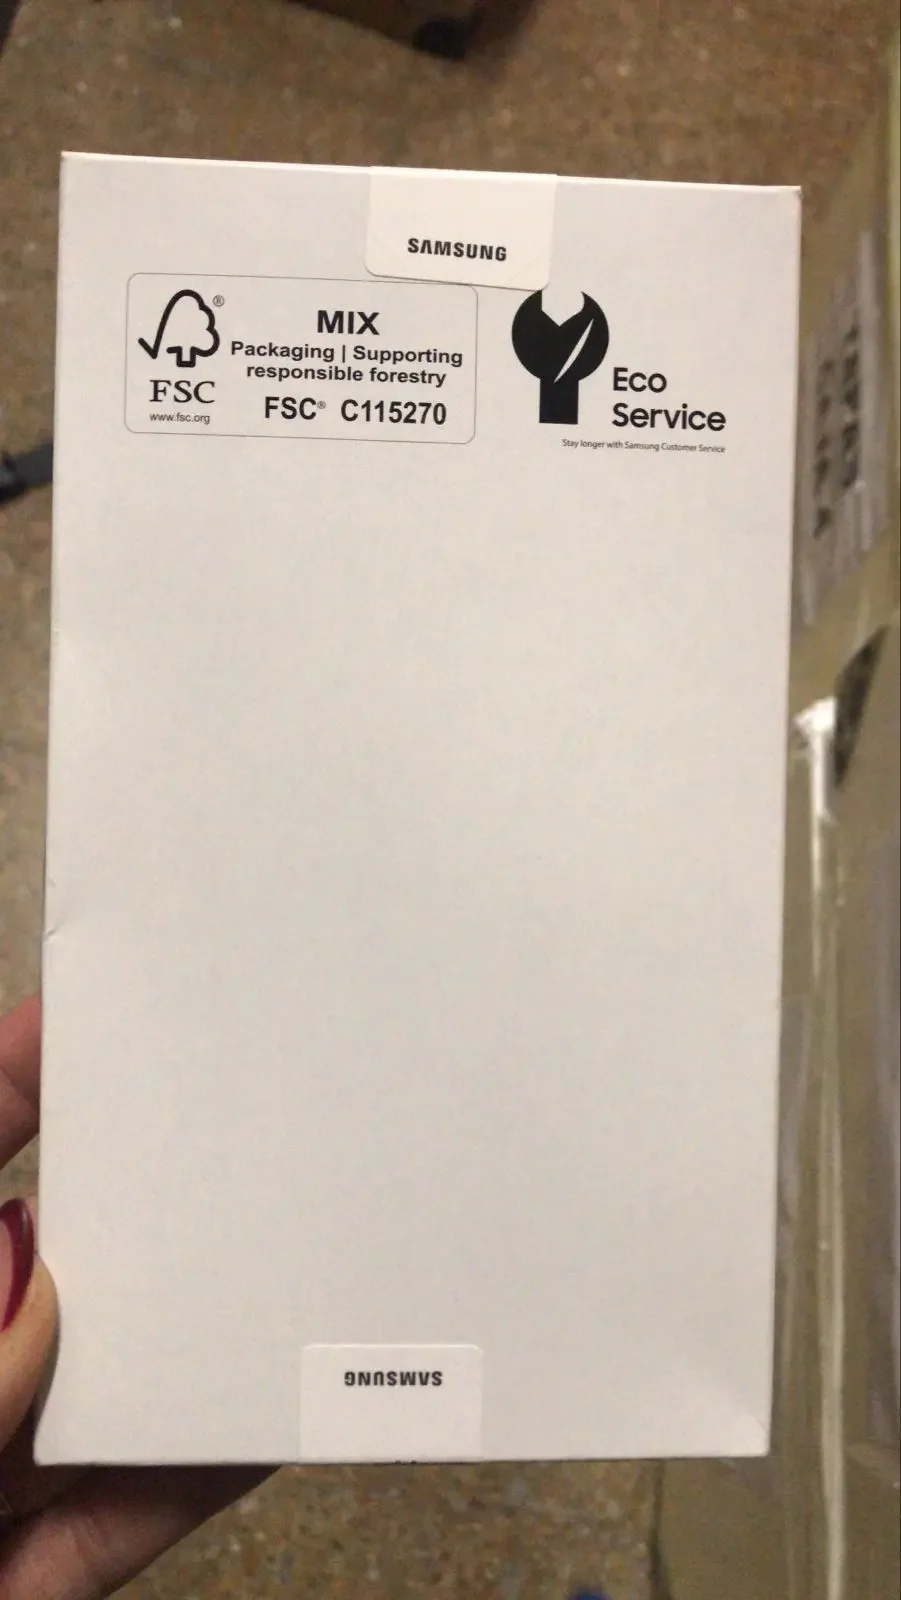 SAMSUNG
®
MIX
Packaging | Supporting
responsible forestry
FSC
www.fsc.org
FSC® C115270
Eco
Service
Stay longer with Samsung Customer Service
SAMSUNG